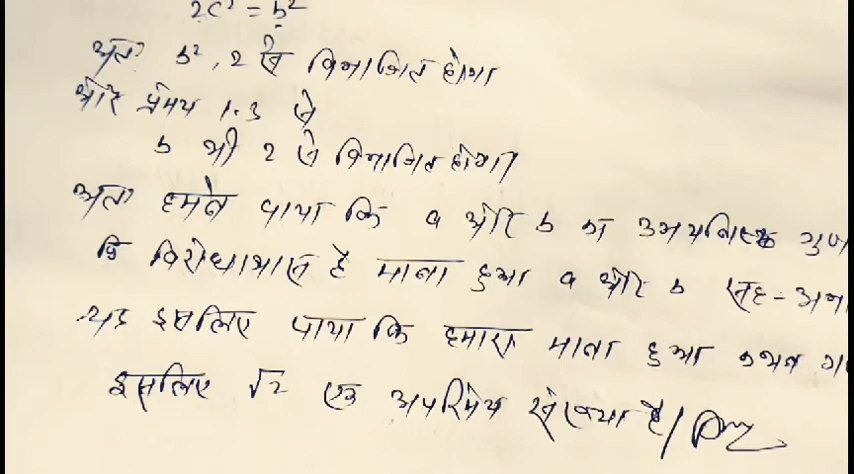 2c² = b²
अतः b², 2 से विभाजित होगा
और प्रमेय 1.3 से
b भी 2 से विभाजित होगा
अतः हमने पाया कि a और b का उभयनिष्ठ गुण
कि विरोधाभास है माना हुआ a और b सह-अभा
यह इसलिए पाया कि हमारा माना हुआ कथन ग
इसलिए √2 एक अपरिमेय संख्या है।